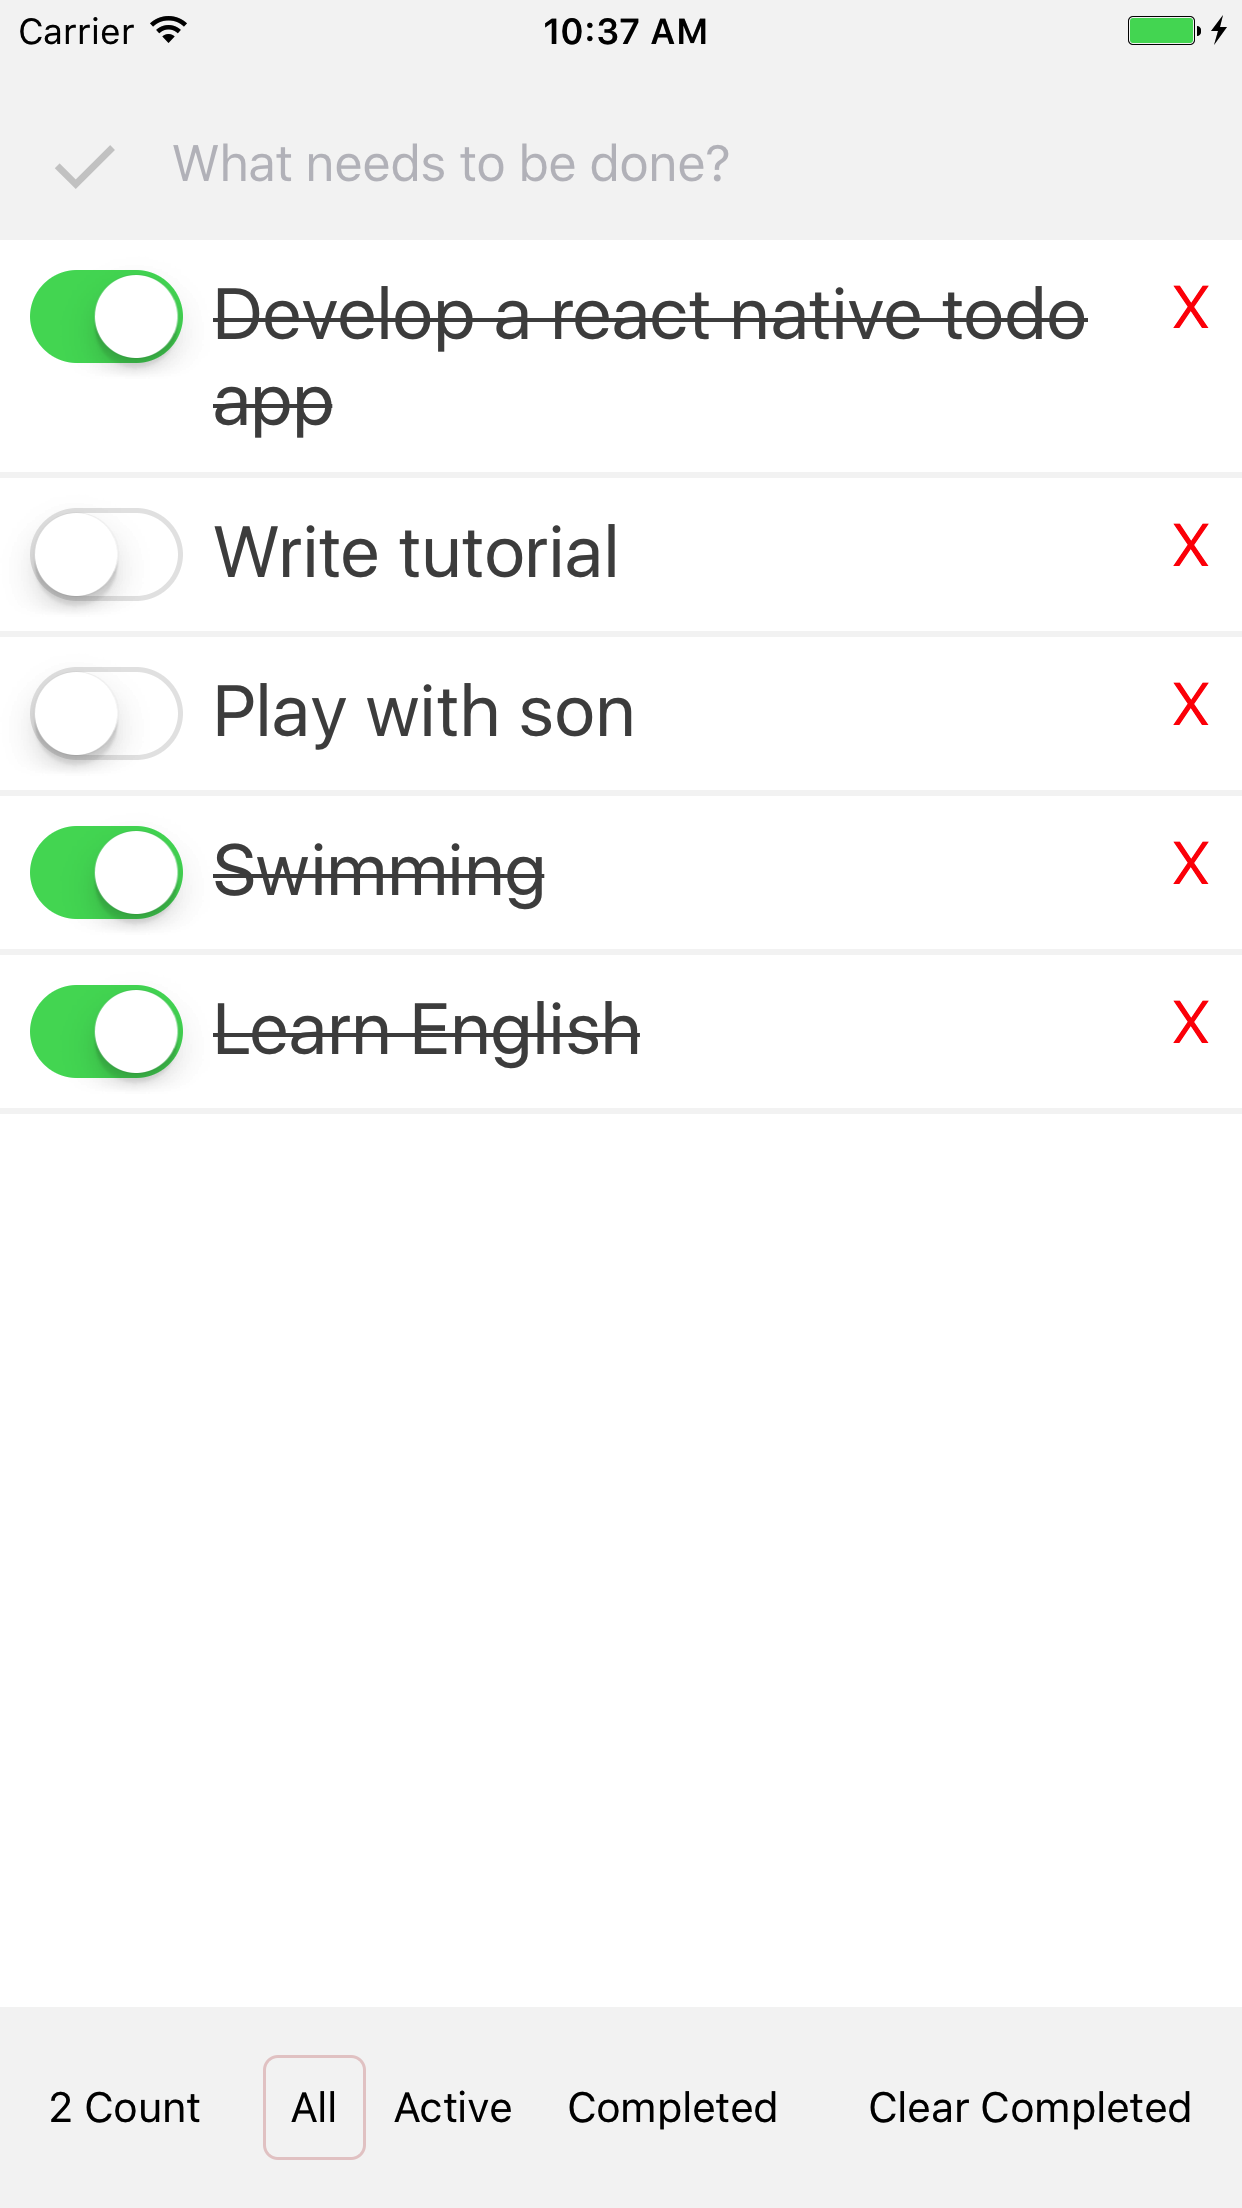 Carrier 10:37 AM
What needs to be done?
Develop a react native todo X
app
Write tutorial X
Play with son X
Swimming X
Learn English X
2 Count All Active Completed Clear Completed